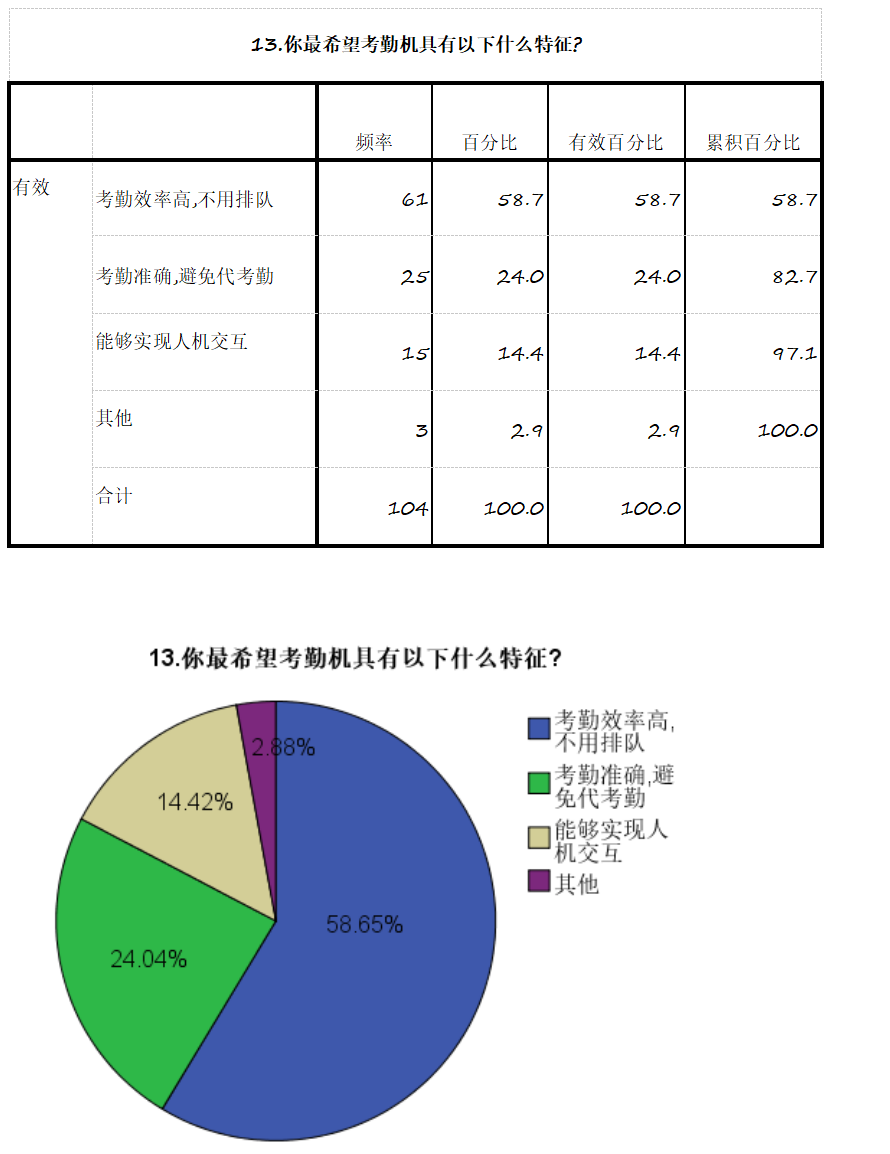 13.你最希望考勤机具有以下什么特征?
频率 百分比 有效百分比 累积百分比
有效 考勤效率高,不用排队 61 58.7 58.7 58.7
考勤准确,避免代考勤 25 24.0 24.0 82.7
能够实现人机交互 15 14.4 14.4 97.1
其他 3 2.9 2.9 100.0
合计 104 100.0 100.0
13.你最希望考勤机具有以下什么特征?
2.88%
14.42%
58.65%
24.04%
考勤效率高,
不用排队
考勤准确,避
免代考勤
能够实现人
机交互
其他